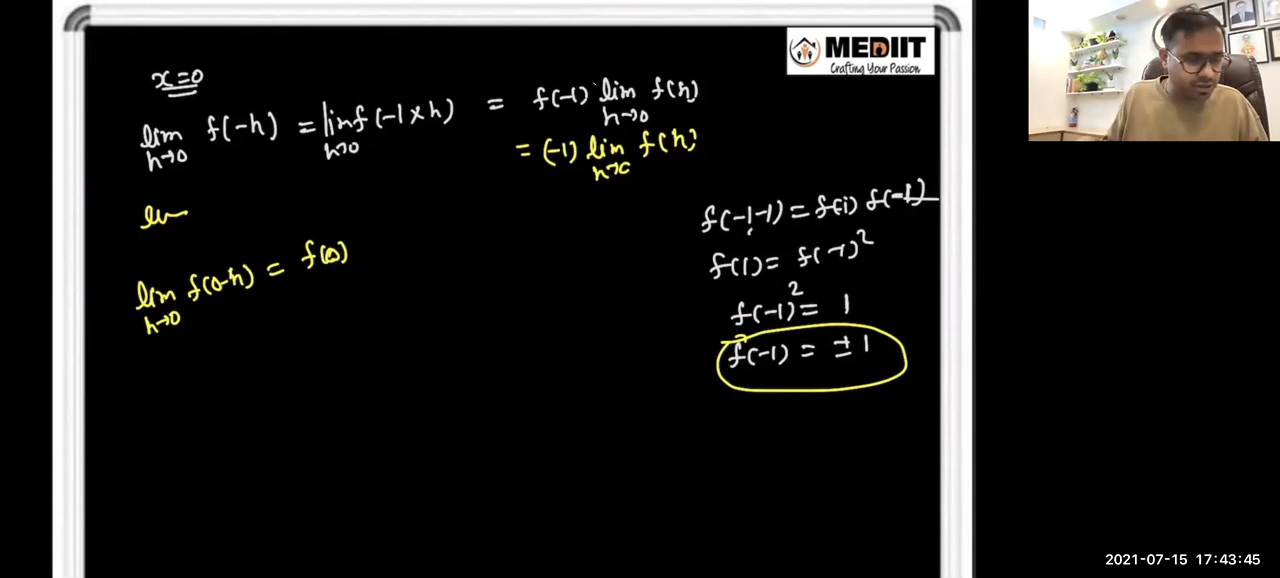 MEDIIT
Crafting Your Passion
x=0
lim h→0 f(-h) = lim h→0 f(-1×h) = f(-1) lim h→0 f(h)
= (-1) lim h→0 f(h)
f(-1·-1) = f(-1) f(-1)
f(1) = f(-1)²
f(-1)² = 1
f(-1) = ±1
lim h→0 f(0-h) = f(0)
2021-07-15 17:43:45